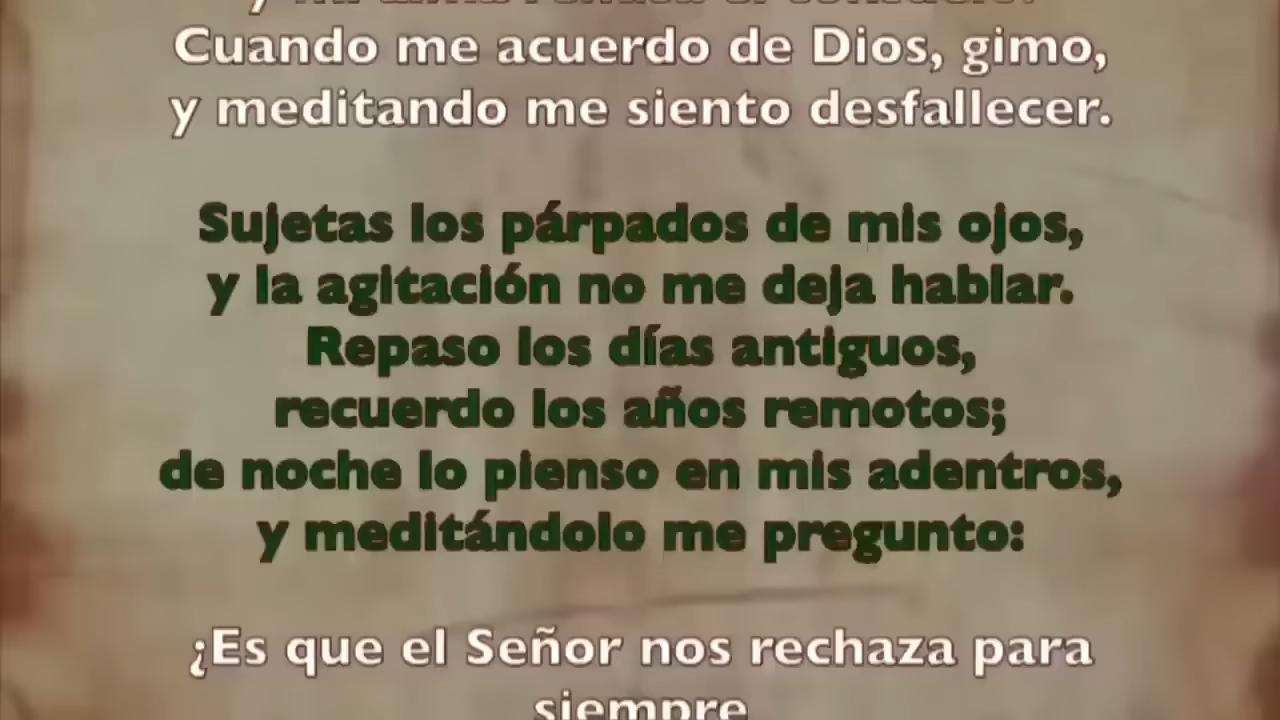 Cuando me acuerdo de Dios, gimo,
y meditando me siento desfallecer.
Sujetas los párpados de mis ojos,
y la agitación no me deja hablar.
Repaso los días antiguos,
recuerdo los años remotos;
de noche lo pienso en mis adentros,
y meditándolo me pregunto:
¿Es que el Señor nos rechaza para
siempre